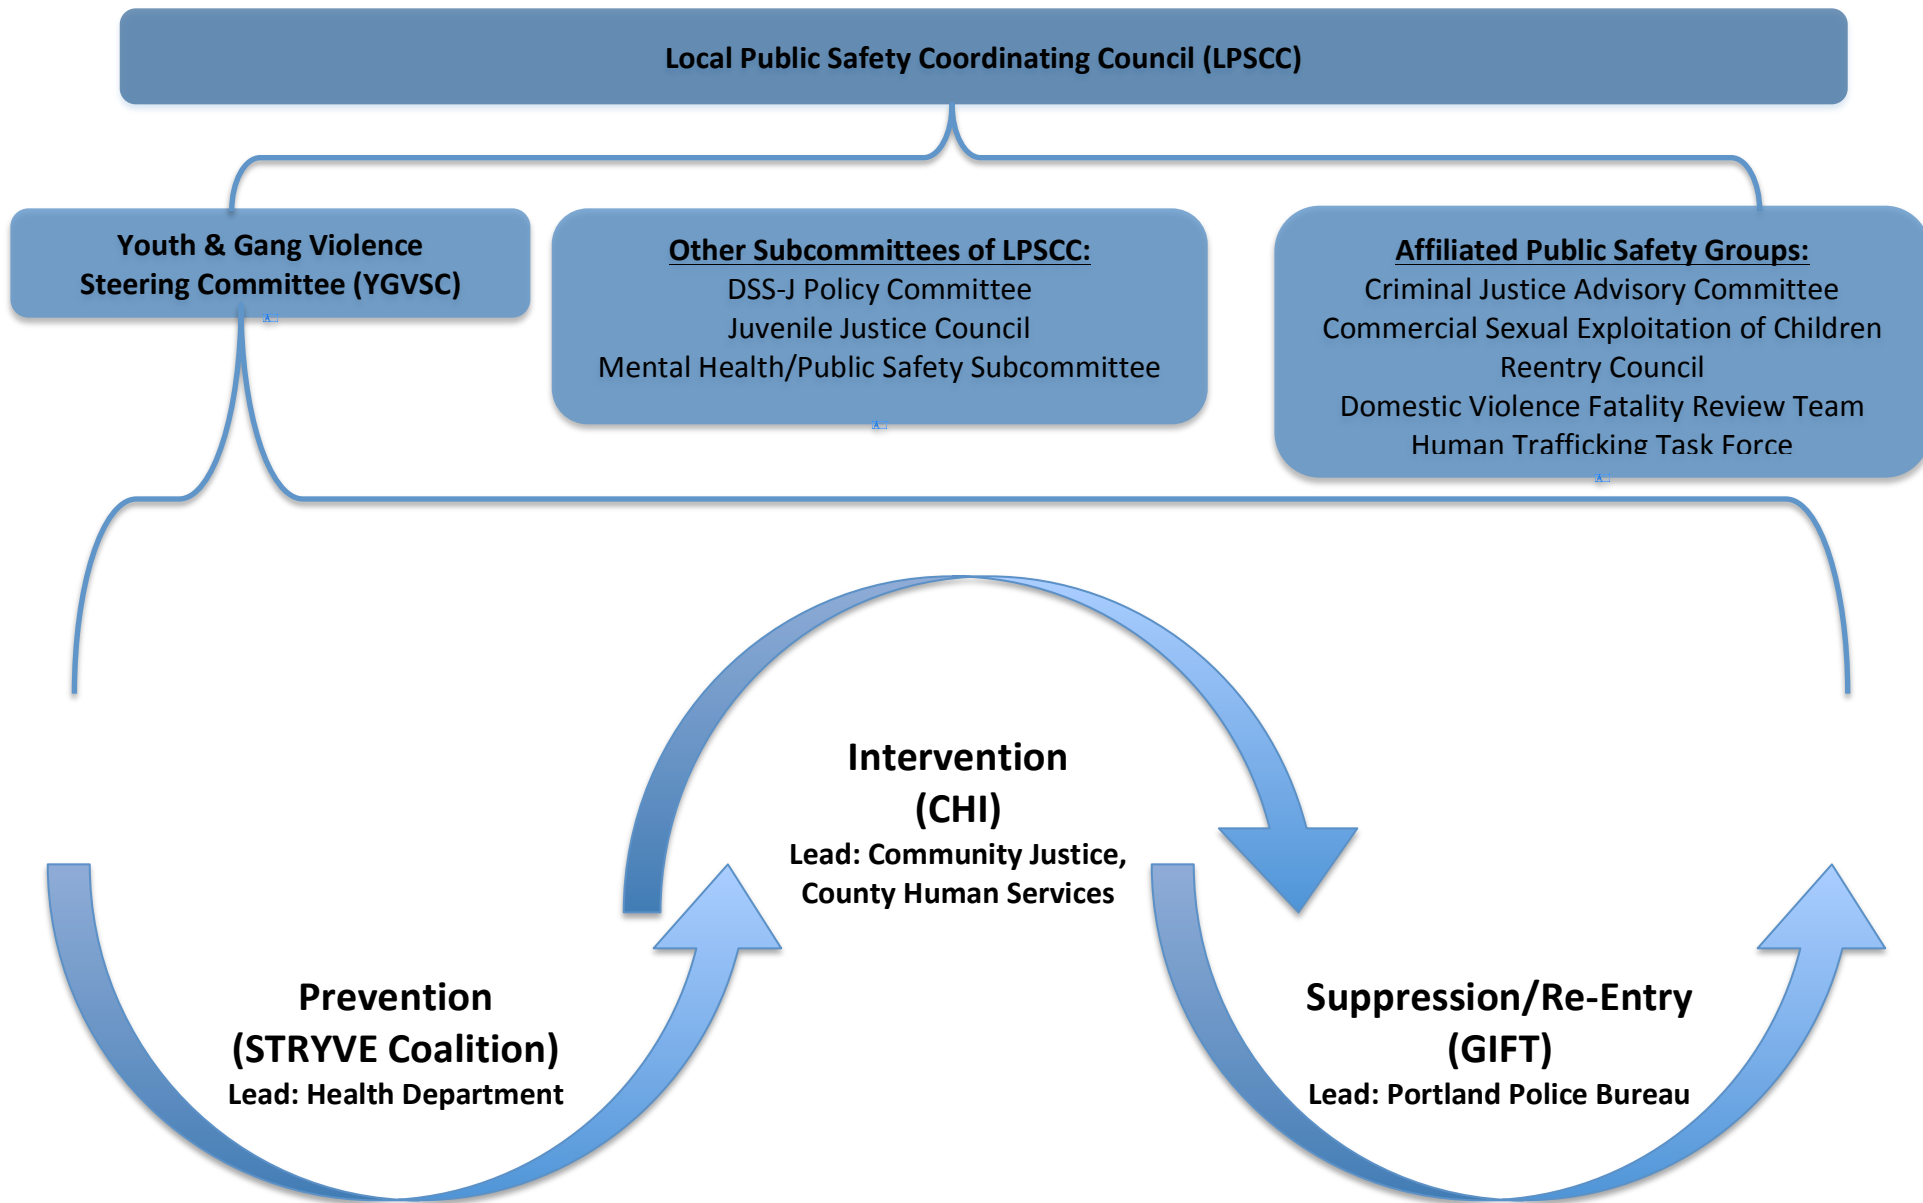 Local Public Safety Coordinating Council (LPSCC)
Youth & Gang Violence
Steering Committee (YGVSC)
Other Subcommittees of LPSCC:
DSS-J Policy Committee
Juvenile Justice Council
Mental Health/Public Safety Subcommittee
Affiliated Public Safety Groups:
Criminal Justice Advisory Committee
Commercial Sexual Exploitation of Children
Reentry Council
Domestic Violence Fatality Review Team
Human Trafficking Task Force
Intervention
(CHI)
Lead: Community Justice,
County Human Services
Prevention
(STRYVE Coalition)
Lead: Health Department
Suppression/Re-Entry
(GIFT)
Lead: Portland Police Bureau